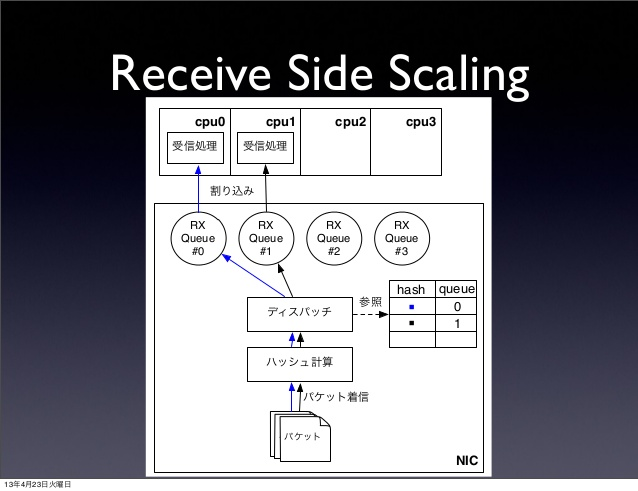 Receive Side Scaling
cpu0 cpu1 cpu2 cpu3
受信処理 受信処理
割り込み
RX Queue #0
RX Queue #1
RX Queue #2
RX Queue #3
hash queue
0
1
参照
ディスパッチ
ハッシュ計算
パケット着信
パケット
NIC
13年4月23日火曜日